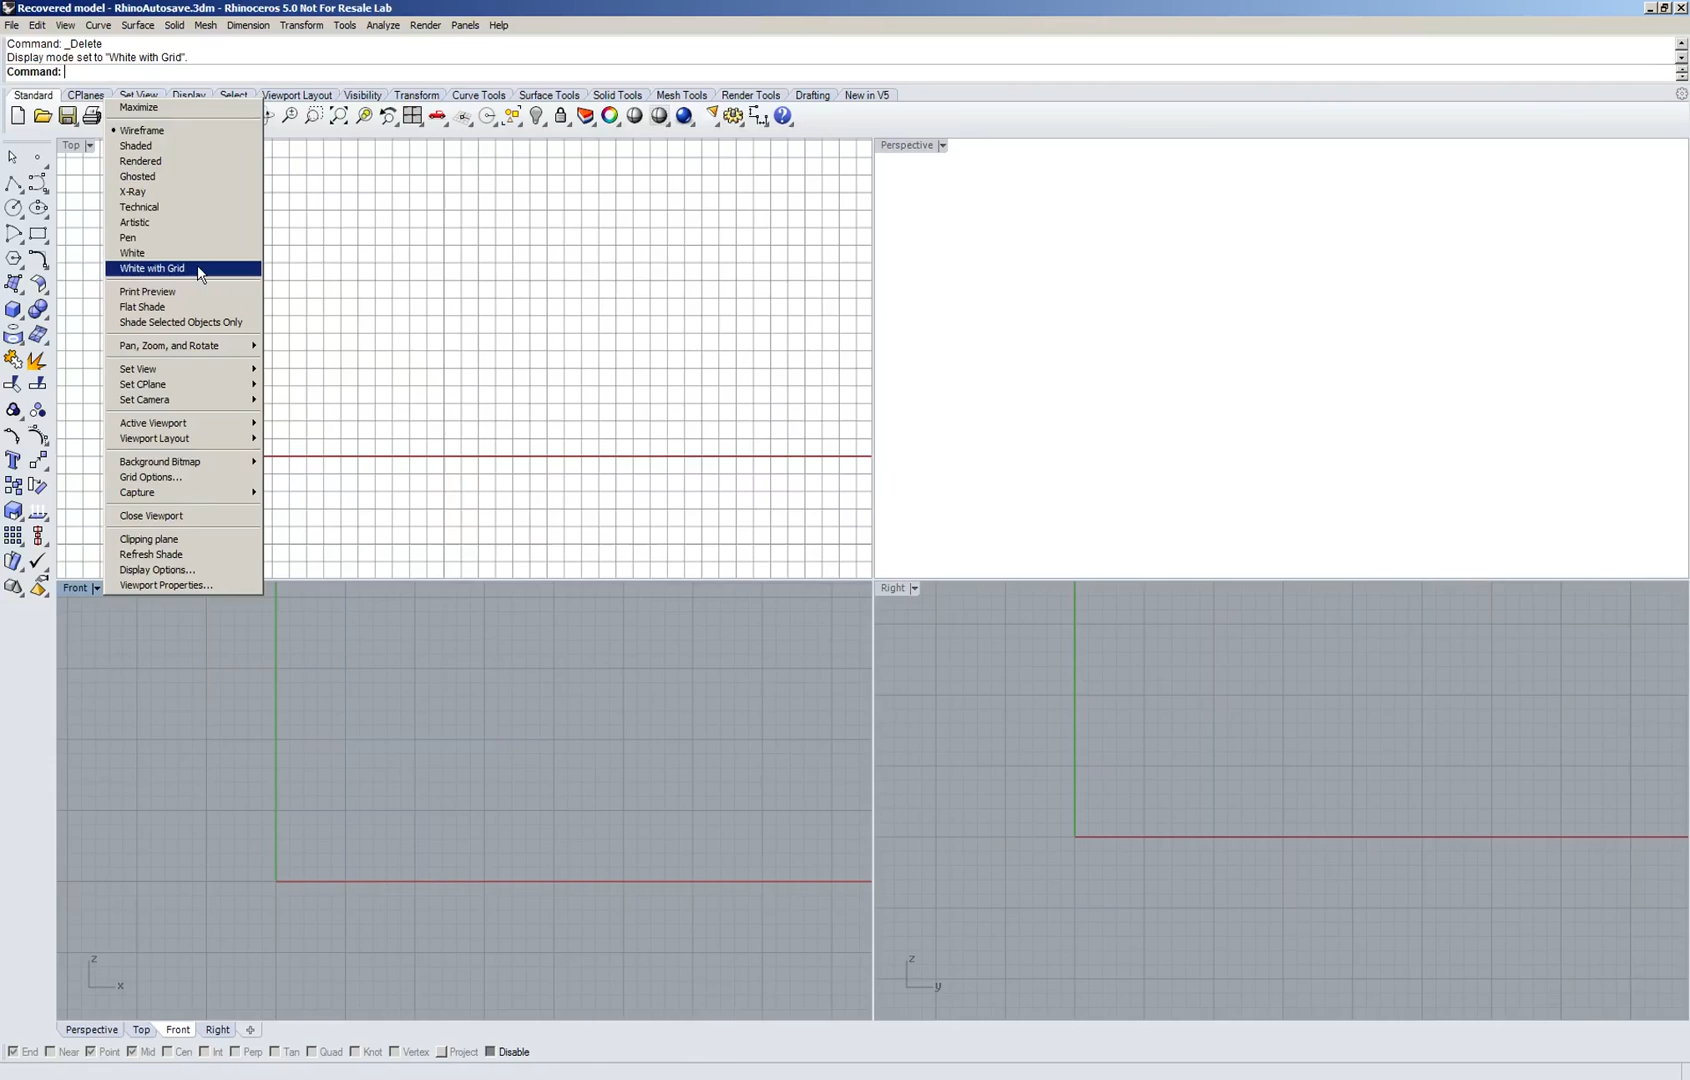 Recovered model - RhinoAutosave.3dm - Rhinoceros 5.0 Not For Resale Lab
File Edit View Curve Surface Solid Mesh Dimension Transform Tools Analyze Render Panels Help
Command: _Delete
Display mode set to "White with Grid".
Command:
Standard CPlanes Set View Display Select Viewport Layout Visibility Transform Curve Tools Surface Tools Solid Tools Mesh Tools Render Tools Drafting New in V5
Maximize
Top
Perspective
Wireframe
Shaded
Rendered
Ghosted
X-Ray
Technical
Artistic
Pen
White
White with Grid
Print Preview
Flat Shade
Shade Selected Objects Only
Pan, Zoom, and Rotate
Set View
Set CPlane
Set Camera
Active Viewport
Viewport Layout
Background Bitmap
Grid Options...
Capture
Close Viewport
Clipping plane
Refresh Shade
Display Options...
Viewport Properties...
Front
Right
z
x
z
y
Perspective Top Front Right
End Near Point Mid Cen Int Perp Tan Quad Knot Vertex Project Disable